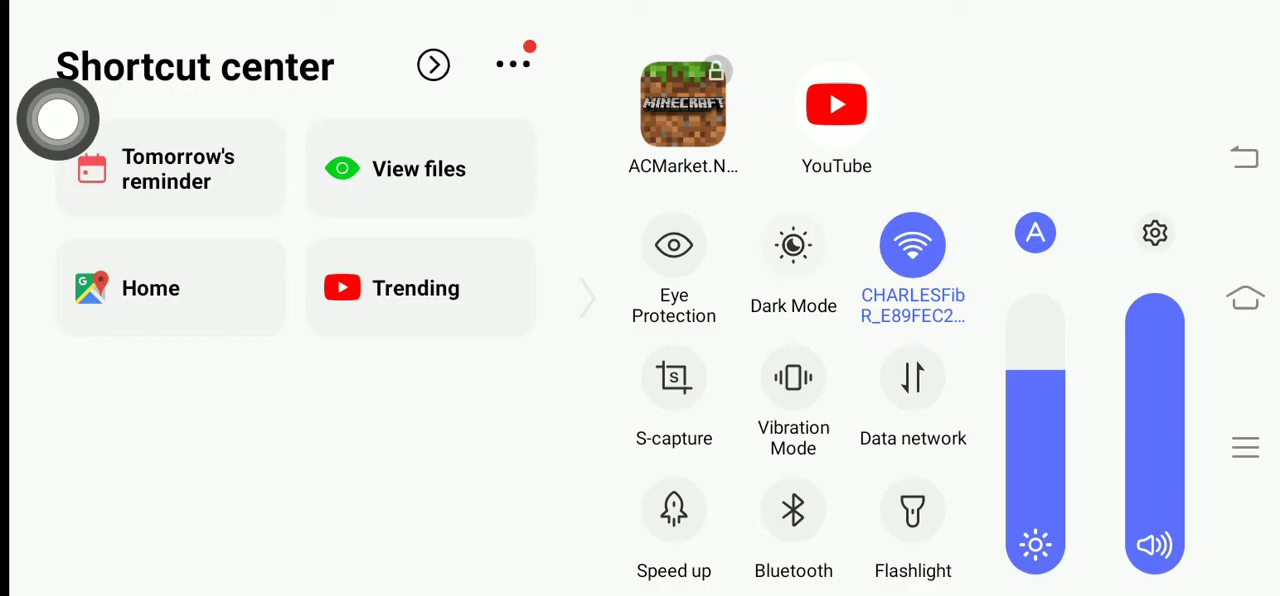 Shortcut center
Tomorrow's
reminder
View files
Home
Trending
MINECRAFT
ACMarket.N...
YouTube
Eye
Protection
Dark Mode
CHARLESFib
R_E89FEC2...
A
S
S-capture
Vibration
Mode
Data network
Speed up
Bluetooth
Flashlight